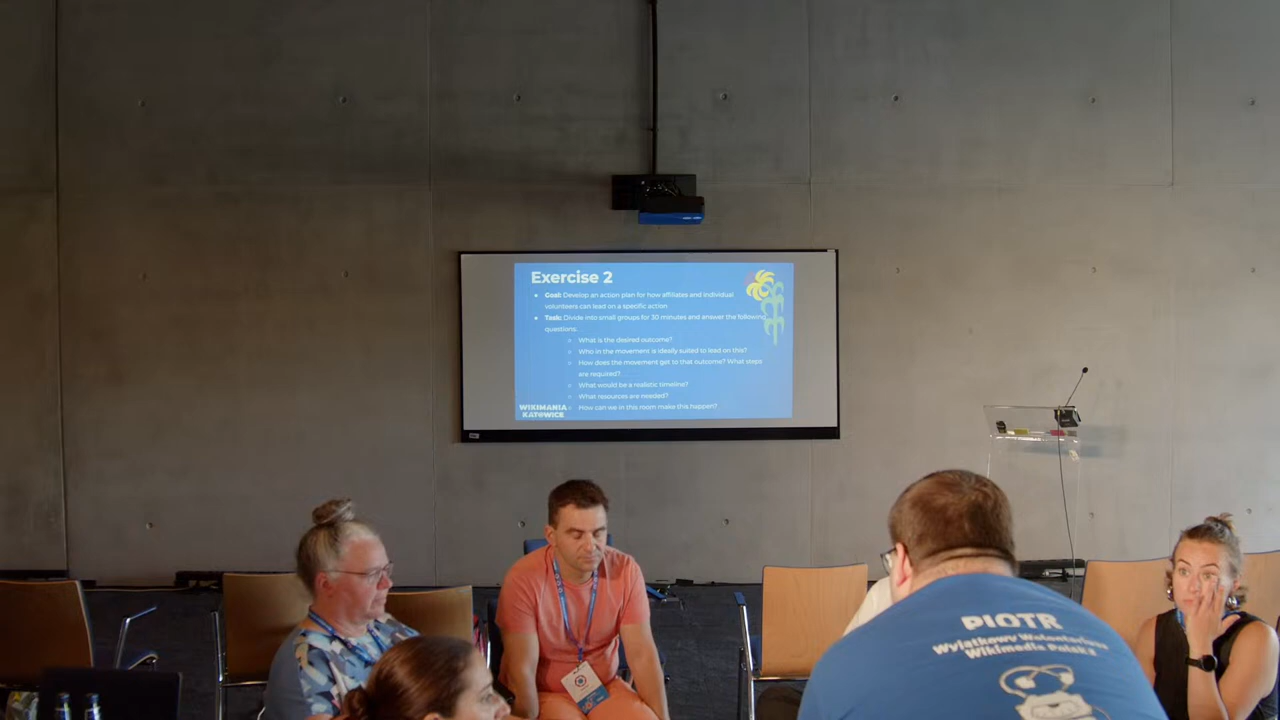 Exercise 2
● Goal: Develop an action plan for how affiliates and individual
volunteers can lead on a specific action
● Task: Divide into small groups for 30 minutes and answer the following
questions.
○ What is the desired outcome?
○ Who in the movement is ideally suited to lead on this?
○ How does the movement get to that outcome? What steps
are required?
○ What would be a realistic timeline?
○ What resources are needed?
○ How can we in this room make this happen?
WIKIMANIA
KATOWICE
PIOTR
Wyjątkowy Wolontariusz
Wikimedia Polska